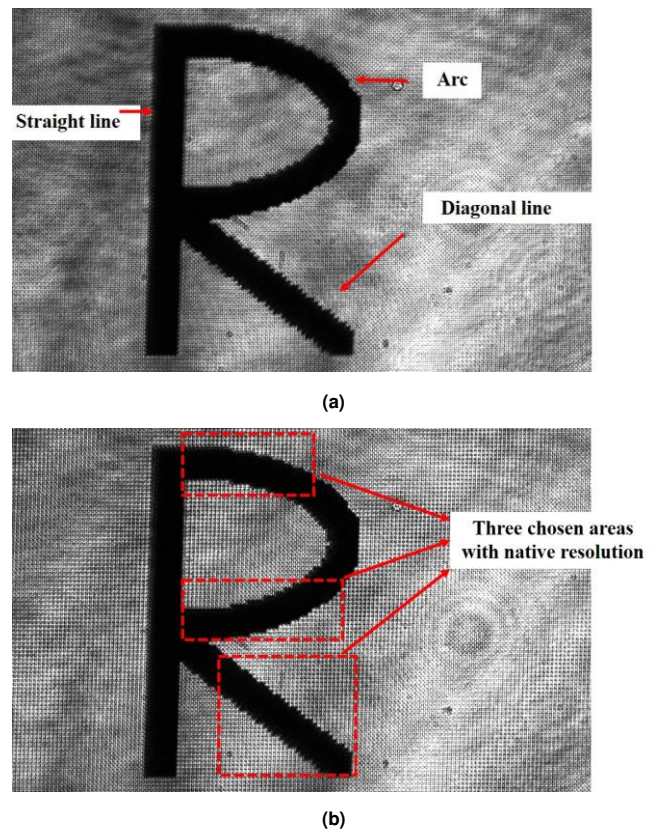 R
Arc
Straight line
Diagonal line
(a)
R
Three chosen areas
with native resolution
(b)